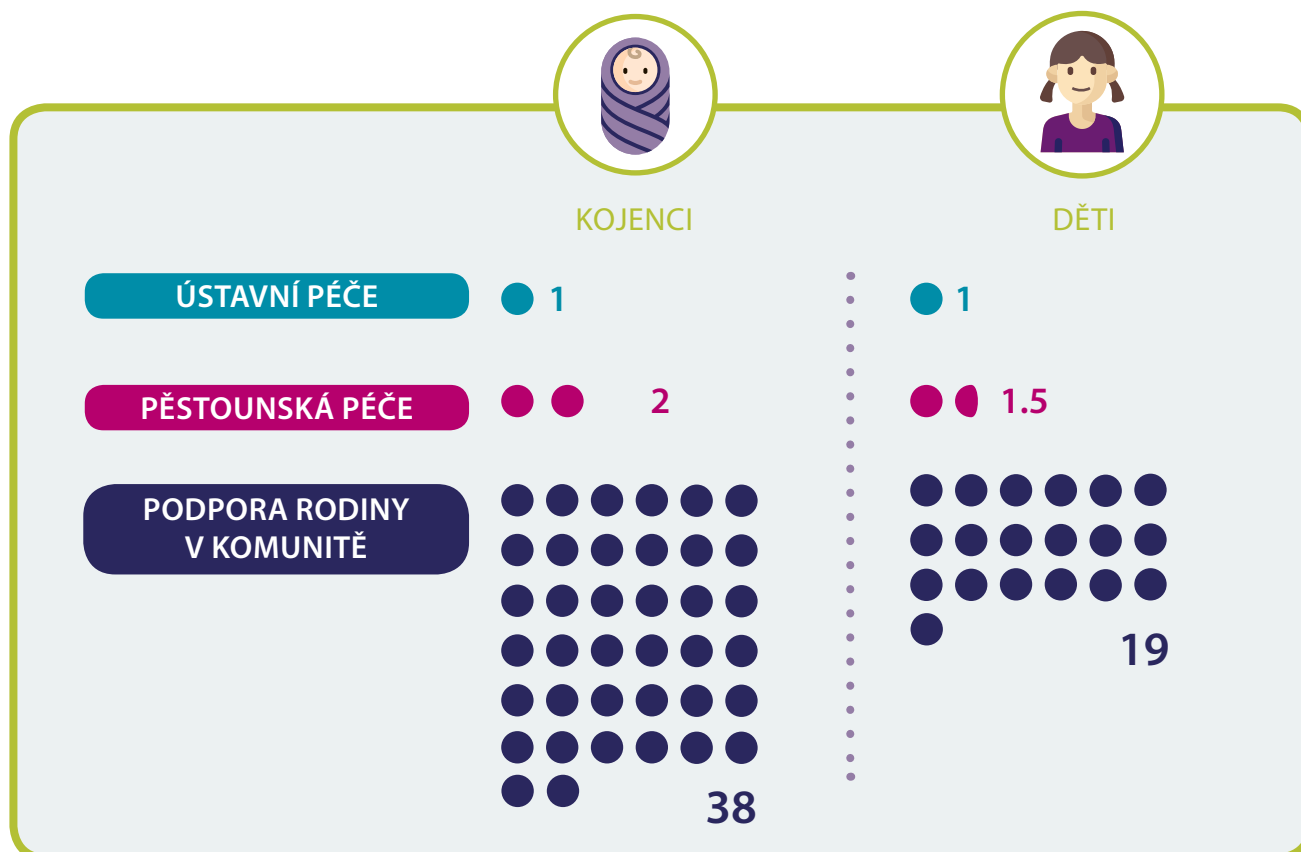 KOJENCI
DĚTI
ÚSTAVNÍ PÉČE
1
1
PĚSTOUNSKÁ PÉČE
2
1.5
PODPORA RODINY
V KOMUNITĚ
38
19